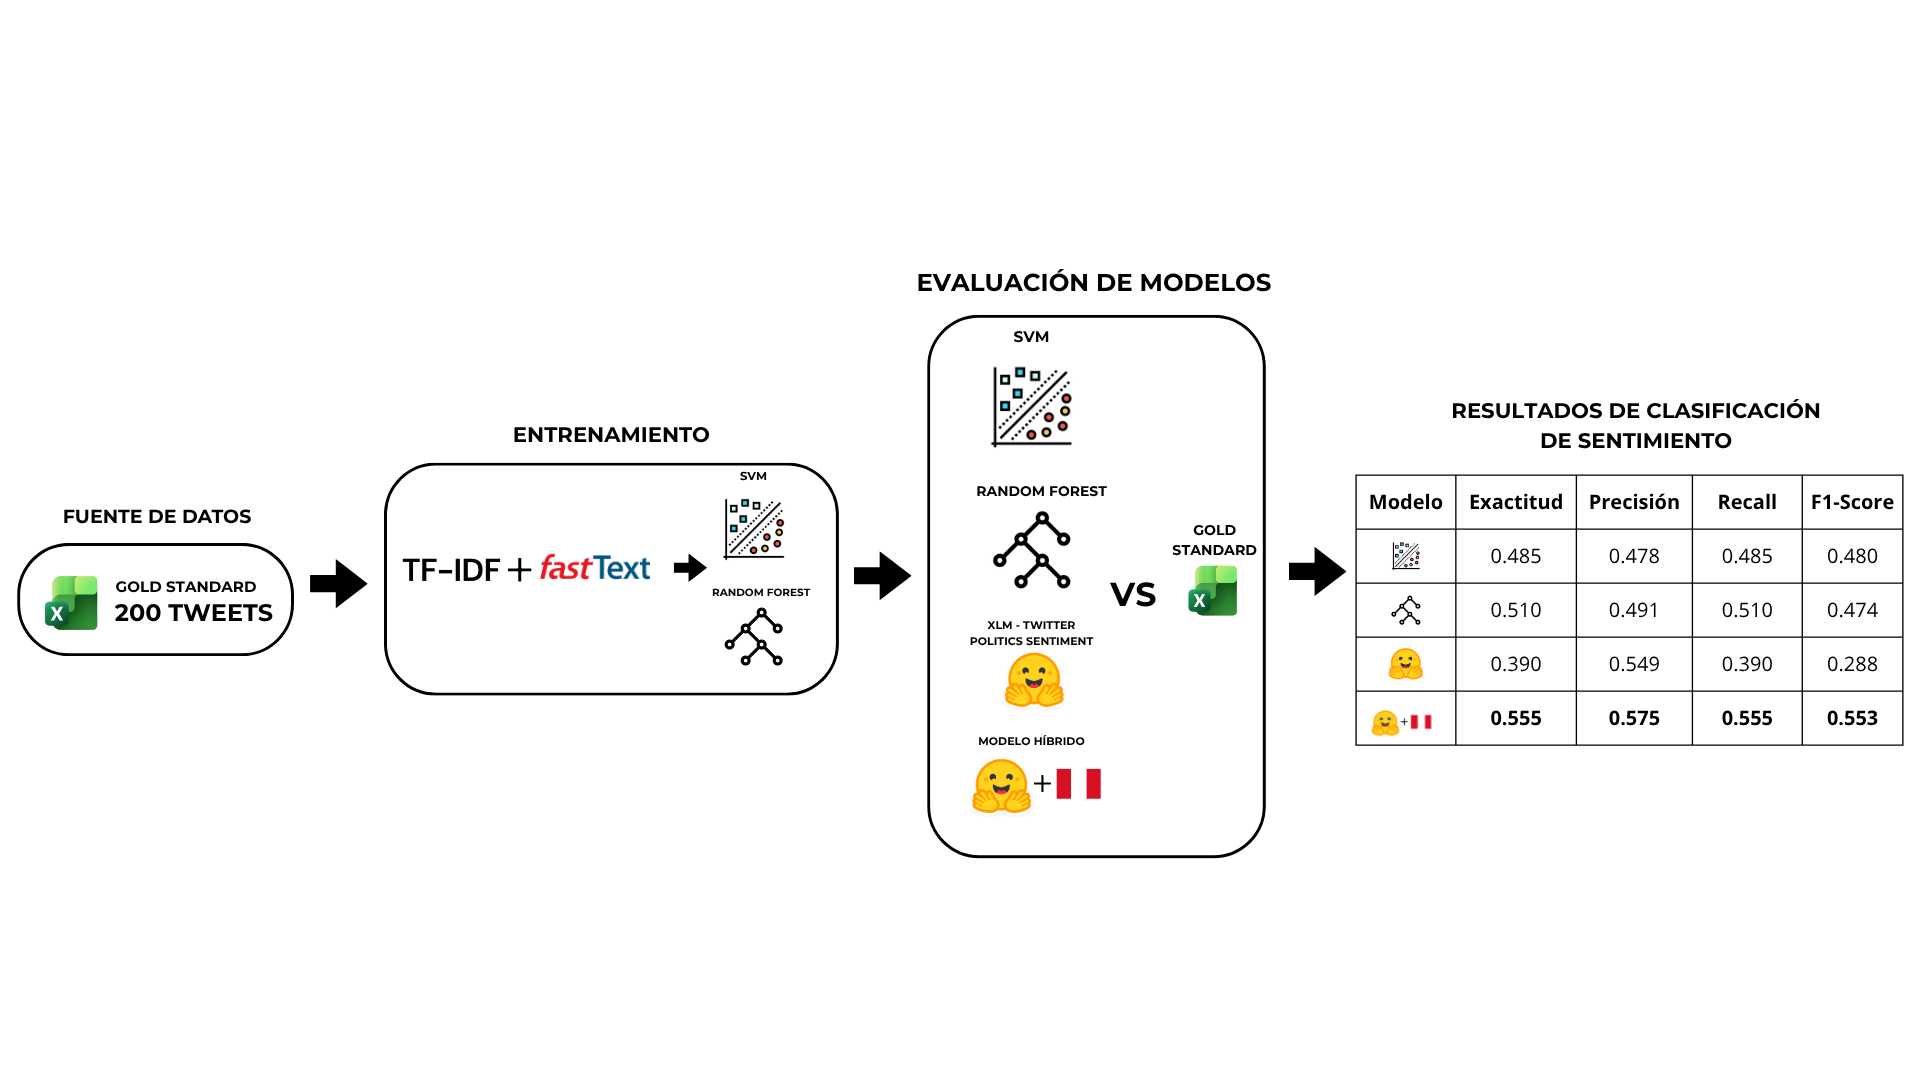 FUENTE DE DATOS
X
GOLD STANDARD
200 TWEETS
ENTRENAMIENTO
TF-IDF + fastText
SVM
RANDOM FOREST
EVALUACIÓN DE MODELOS
SVM
RANDOM FOREST
XLM - TWITTER
POLITICS SENTIMENT
MODELO HÍBRIDO
+
VS
GOLD
STANDARD
X
RESULTADOS DE CLASIFICACIÓN
DE SENTIMIENTO
Modelo Exactitud Precisión Recall F1-Score
0.485 0.478 0.485 0.480
0.510 0.491 0.510 0.474
0.390 0.549 0.390 0.288
+ 0.555 0.575 0.555 0.553